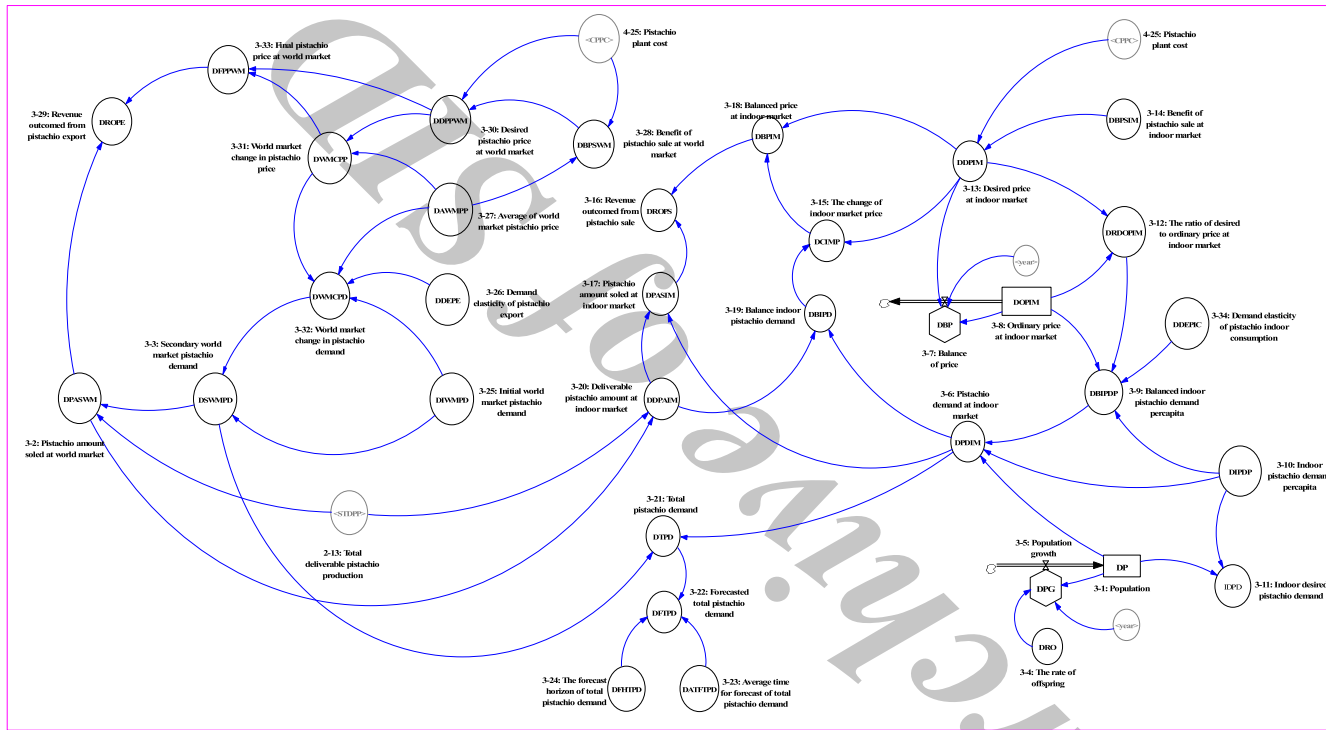 3-33: Final pistachio
price at world market
DFPPWM
4-25: Pistachio
plant cost
<CPPC>
3-29: Revenue
outcomed from
pistachio export
DROPE
DDPPWM
3-30: Desired
pistachio price
at world market
3-31: World market
change in pistachio
price
DWMCPP
DBPSWM
3-28: Benefit of
pistachio sale at world
market
DAWMPP
3-27: Average of world
market pistachio price
DWMCPD
3-32: World market
change in pistachio
demand
DDEPE
3-26: Demand
elasticity of pistachio
export
3-3: Secondary world
market pistachio
demand
DSWMPD
DIWMPD
3-25: Initial world
market pistachio
demand
DPASWM
3-2: Pistachio amount
soled at world market
<STDPP>
2-13: Total
deliverable pistachio
production
3-18: Balanced price
at indoor market
DBPIM
3-16: Revenue
outcomed from
pistachio sale
DROPS
3-15: The change of
indoor market price
DCIMP
3-17: Pistachio
amount soled at
indoor market
DPASIM
3-19: Balance indoor
pistachio demand
DBIPD
3-20: Deliverable
pistachio amount at
indoor market
DDPAIM
3-21: Total
pistachio demand
DTPD
3-22: Forecasted
total pistachio
demand
DFTPD
3-24: The forecast
horizon of total
pistachio demand
DFHTPD
DATFTPD
3-23: Average time
for forecast of total
pistachio demand
<CPPC>
4-25: Pistachio
plant cost
DBPSIM
3-14: Benefit of
pistachio sale at
indoor market
DDPIM
3-13: Desired price
at indoor market
DRDOPIM
3-12: The ratio of desired
to ordinary price at
indoor market
<year>
DOPIM
3-8: Ordinary price
at indoor market
DBP
3-7: Balance
of price
DDEPIC
3-34: Demand elasticity
of pistachio indoor
consumption
DBIPDP
3-9: Balanced indoor
pistachio demand
percapita
3-6: Pistachio
demand at indoor
market
DPDIM
DIPDP
3-10: Indoor
pistachio demand
percapita
3-5: Population
growth
DP
3-1: Population
DPG
IDPD
3-11: Indoor desired
pistachio demand
<year>
DRO
3-4: The rate of
offspring